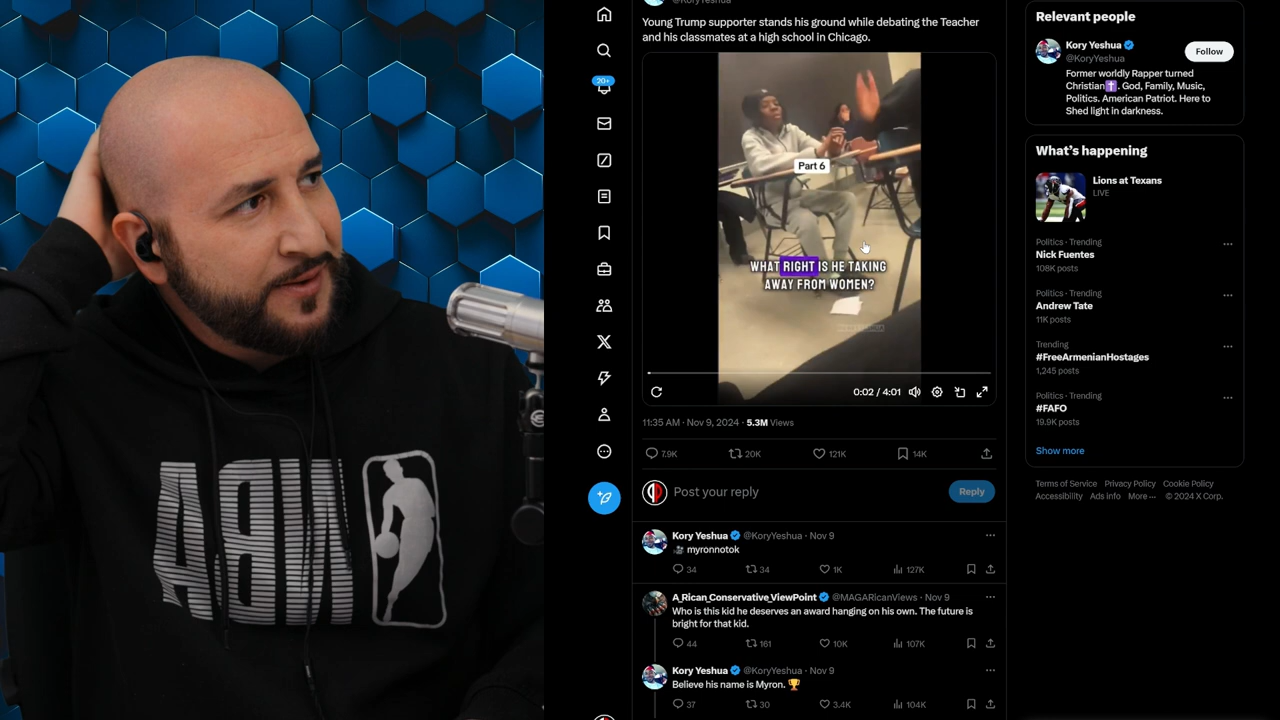 @KoryYeshua
Young Trump supporter stands his ground while debating the Teacher
and his classmates at a high school in Chicago.
Part 6
WHAT RIGHT IS HE TAKING
AWAY FROM WOMEN?
0:02 / 4:01
11:35 AM · Nov 9, 2024 · 5.3M Views
7.9K 20K 121K 14K
Post your reply
Reply
Kory Yeshua @KoryYeshua · Nov 9
🎥 myronnotok
34 34 1K 127K
A_Rican_Conservative_ViewPoint @MAGARicanViews · Nov 9
Who is this kid he deserves an award hanging on his own. The future is
bright for that kid.
44 161 10K 107K
Kory Yeshua @KoryYeshua · Nov 9
Believe his name is Myron. 🏆
37 30 3.4K 104K
20+
Relevant people
Kory Yeshua
@KoryYeshua
Follow
Former worldly Rapper turned
Christian✝️. God, Family, Music,
Politics. American Patriot. Here to
Shed light in darkness.
What's happening
Lions at Texans
LIVE
Politics · Trending
Nick Fuentes
108K posts
Politics · Trending
Andrew Tate
11K posts
Trending
#FreeArmenianHostages
1,245 posts
Politics · Trending
#FAFO
19.9K posts
Show more
Terms of Service Privacy Policy Cookie Policy
Accessibility Ads info More ··· © 2024 X Corp.
NBA